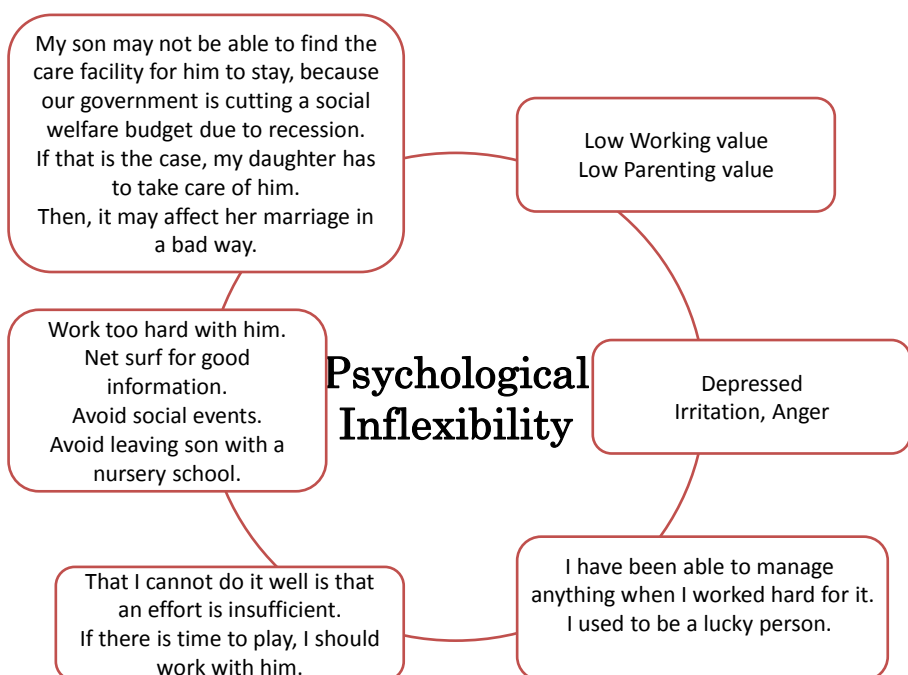 My son may not be able to find the
care facility for him to stay, because
our government is cutting a social
welfare budget due to recession.
If that is the case, my daughter has
to take care of him.
Then, it may affect her marriage in
a bad way.
Low Working value
Low Parenting value
Work too hard with him.
Net surf for good
information.
Avoid social events.
Avoid leaving son with a
nursery school.
Psychological
Inflexibility
Depressed
Irritation, Anger
That I cannot do it well is that
an effort is insufficient.
If there is time to play, I should
work with him.
I have been able to manage
anything when I worked hard for it.
I used to be a lucky person.